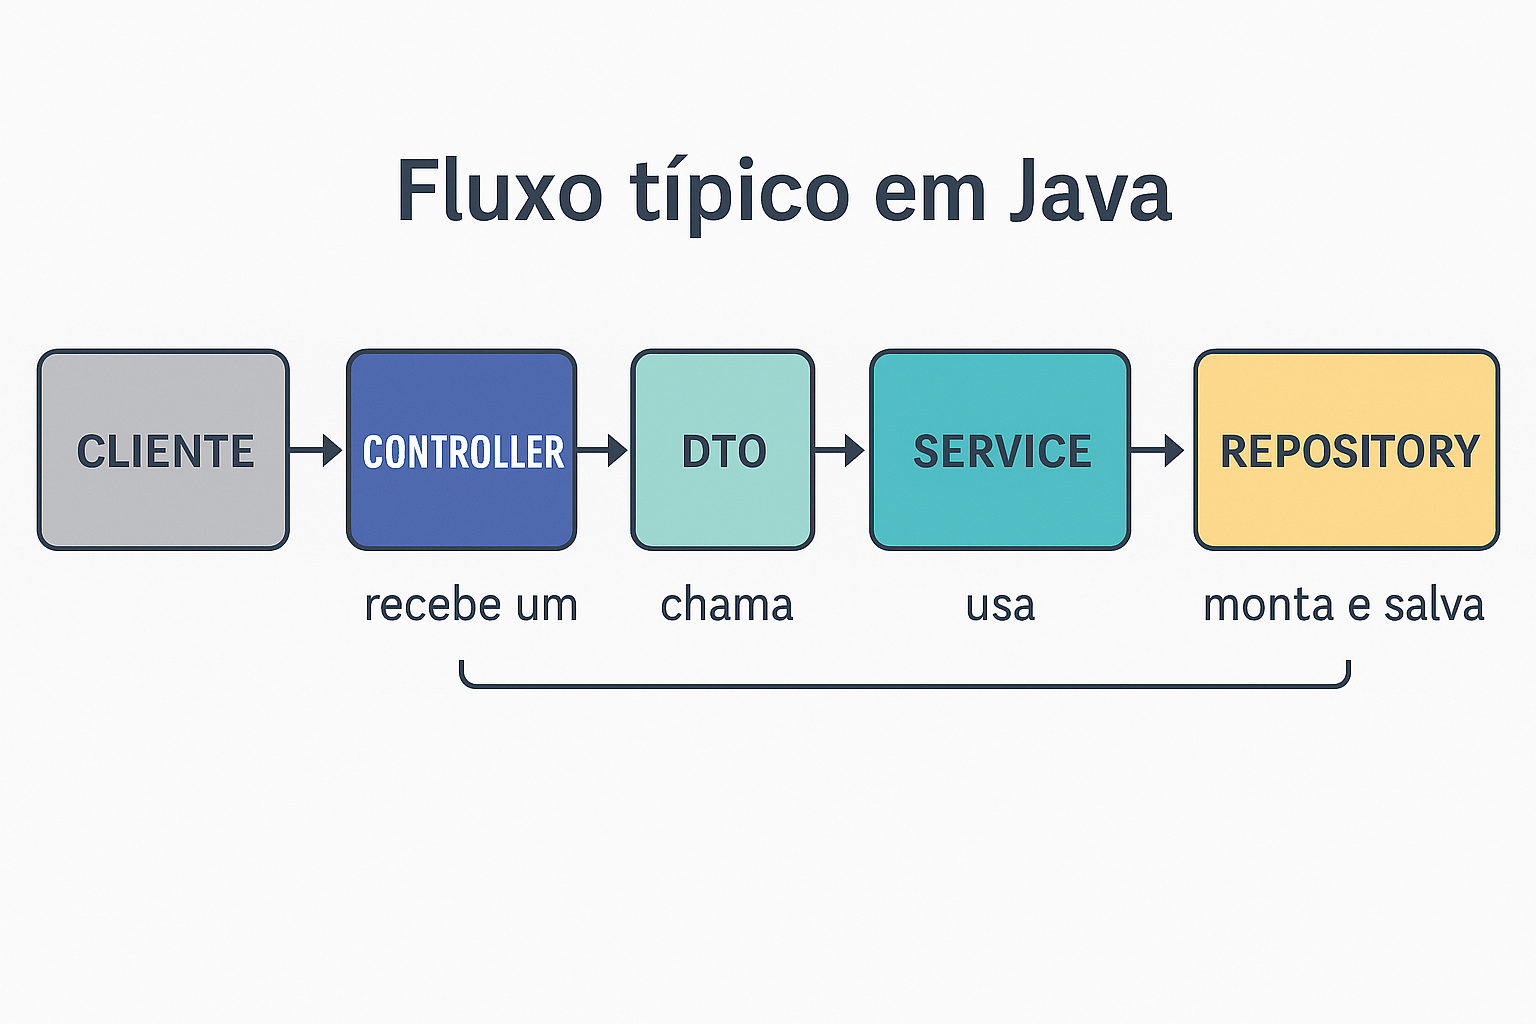 Fluxo típico em Java
CLIENTE
CONTROLLER
DTO
SERVICE
REPOSITORY
recebe um
chama
usa
monta e salva